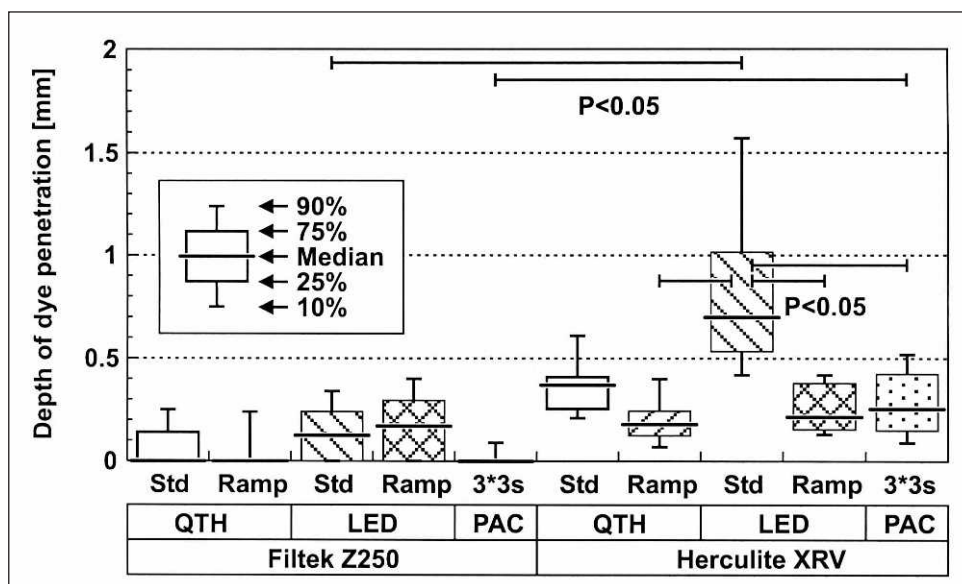 Depth of dye penetration [mm]
2
1.5
1
0.5
0
P<0.05
90%
75%
Median
25%
10%
P<0.05
Std Ramp Std Ramp 3*3s Std Ramp Std Ramp 3*3s
QTH LED PAC QTH LED PAC
Filtek Z250 Herculite XRV